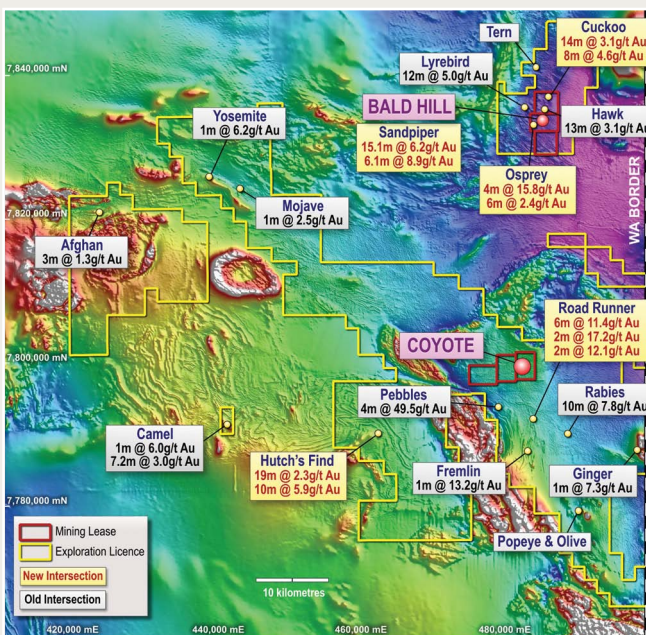 Tern
Cuckoo
14m @ 3.1g/t Au
8m @ 4.6g/t Au
7,840,000 mN
Lyrebird
12m @ 5.0g/t Au
BALD HILL
Hawk
13m @ 3.1g/t Au
Yosemite
1m @ 6.2g/t Au
Sandpiper
15.1m @ 6.2g/t Au
6.1m @ 8.9g/t Au
Osprey
4m @ 15.8g/t Au
6m @ 2.4g/t Au
WA BORDER
7,820,000 mN
Mojave
1m @ 2.5g/t Au
Afghan
3m @ 1.3g/t Au
Road Runner
6m @ 11.4g/t Au
2m @ 17.2g/t Au
2m @ 12.1g/t Au
7,800,000 mN
COYOTE
Pebbles
4m @ 49.5g/t Au
Rabies
10m @ 7.8g/t Au
Camel
1m @ 6.0g/t Au
7.2m @ 3.0g/t Au
Hutch's Find
19m @ 2.3g/t Au
10m @ 5.9g/t Au
Fremlin
1m @ 13.2g/t Au
Ginger
1m @ 7.3g/t Au
7,780,000 mN
Popeye & Olive
Mining Lease
Exploration Licence
New Intersection
Old Intersection
10 kilometres
420,000 mE
440,000 mE
460,000 mE
480,000 mE